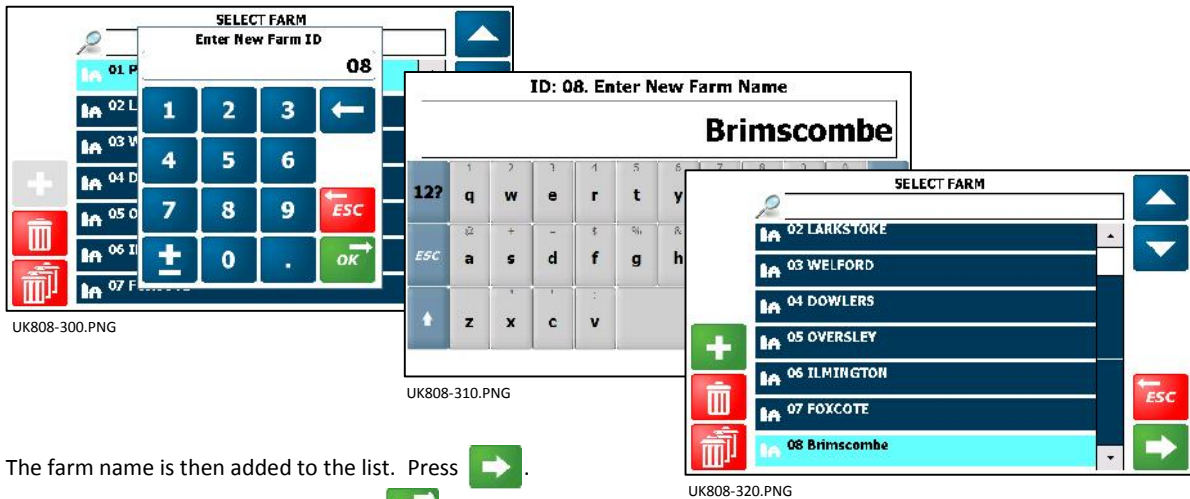 SELECT FARM
Enter New Farm ID
08
01 P
02 L
03 W
04 D
05 O
06 Il
07 F
1 2 3
4 5 6
7 8 9 ESC
± 0 . OK
UK808-300.PNG
ID: 08. Enter New Farm Name
Brimscombe
12? q w e r t y
ESC a s d f g h
z x c v
UK808-310.PNG
SELECT FARM
02 LARKSTOKE
03 WELFORD
04 DOWLERS
05 OVERSLEY
06 ILMINGTON
07 FOXCOTE
08 Brimscombe
ESC
UK808-320.PNG
The farm name is then added to the list. Press .